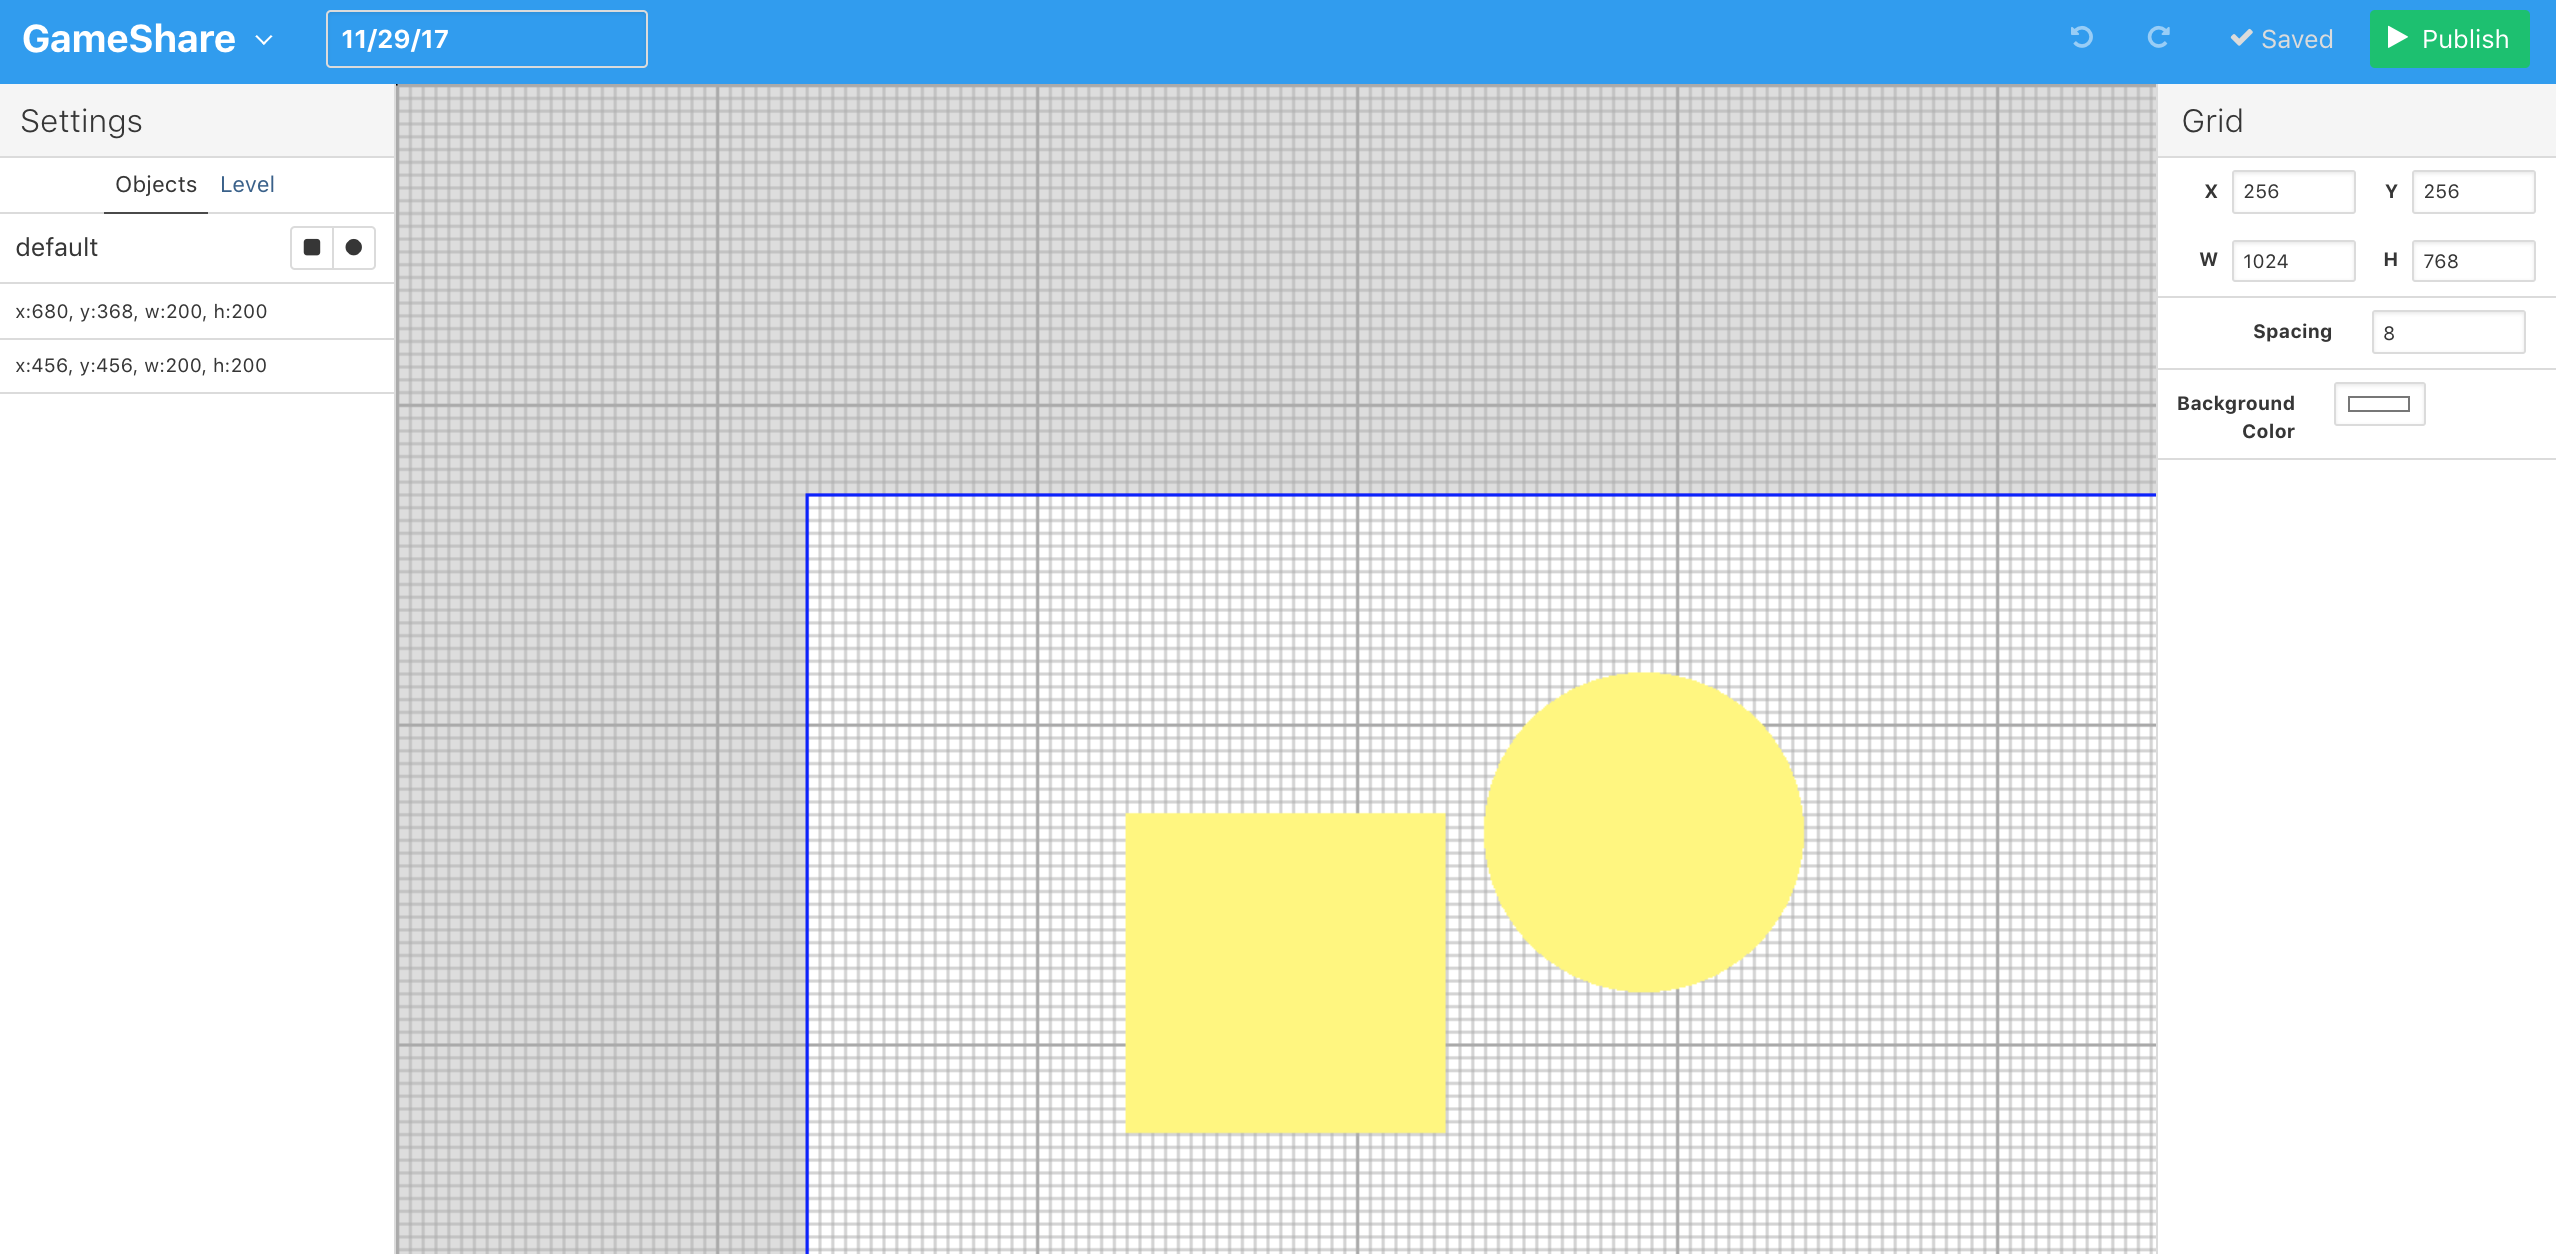 GameShare 11/29/17 Saved Publish
Settings
Objects Level
default
x:680, y:368, w:200, h:200
x:456, y:456, w:200, h:200
Grid
X 256 Y 256
W 1024 H 768
Spacing 8
Background
Color